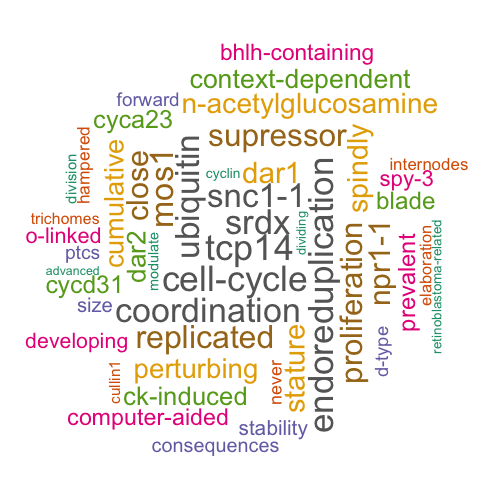 bhlh-containing
context-dependent
forward
n-acetylglucosamine
cyca23
supressor
division
hampered
cumulative
close
mos1
ubiquitin
cyclin
dar1
spindly
internodes
spy-3
snc1-1
blade
trichomes
srdx
dividing
o-linked
tcp14
endoreduplication
proliferation
npr1-1
prevalent
elaboration
retinoblastoma-related
ptcs
dar2
modulate
advanced
cell-cycle
cycd31
size
coordination
developing
replicated
d-type
cullin1
perturbing
never
stature
ck-induced
computer-aided
stability
consequences